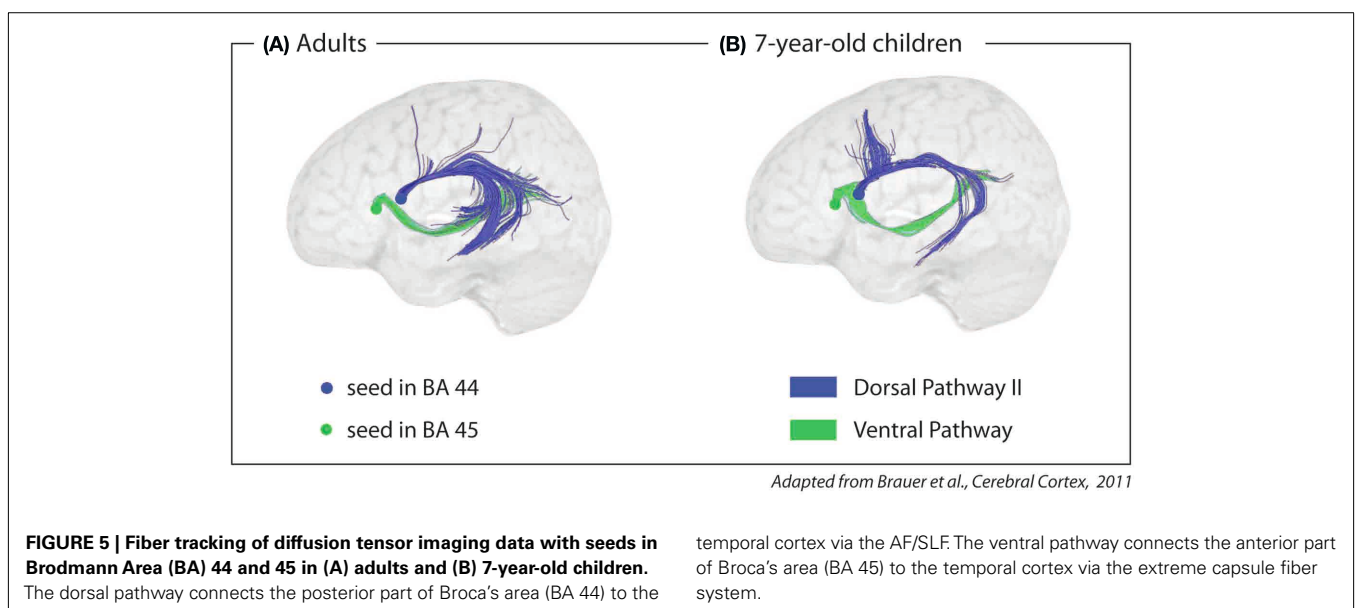 (A) Adults
(B) 7-year-old children
seed in BA 44
seed in BA 45
Dorsal Pathway II
Ventral Pathway
Adapted from Brauer et al., Cerebral Cortex, 2011
FIGURE 5 | Fiber tracking of diffusion tensor imaging data with seeds in
Brodmann Area (BA) 44 and 45 in (A) adults and (B) 7-year-old children.
The dorsal pathway connects the posterior part of Broca's area (BA 44) to the
temporal cortex via the AF/SLF. The ventral pathway connects the anterior part
of Broca's area (BA 45) to the temporal cortex via the extreme capsule fiber
system.